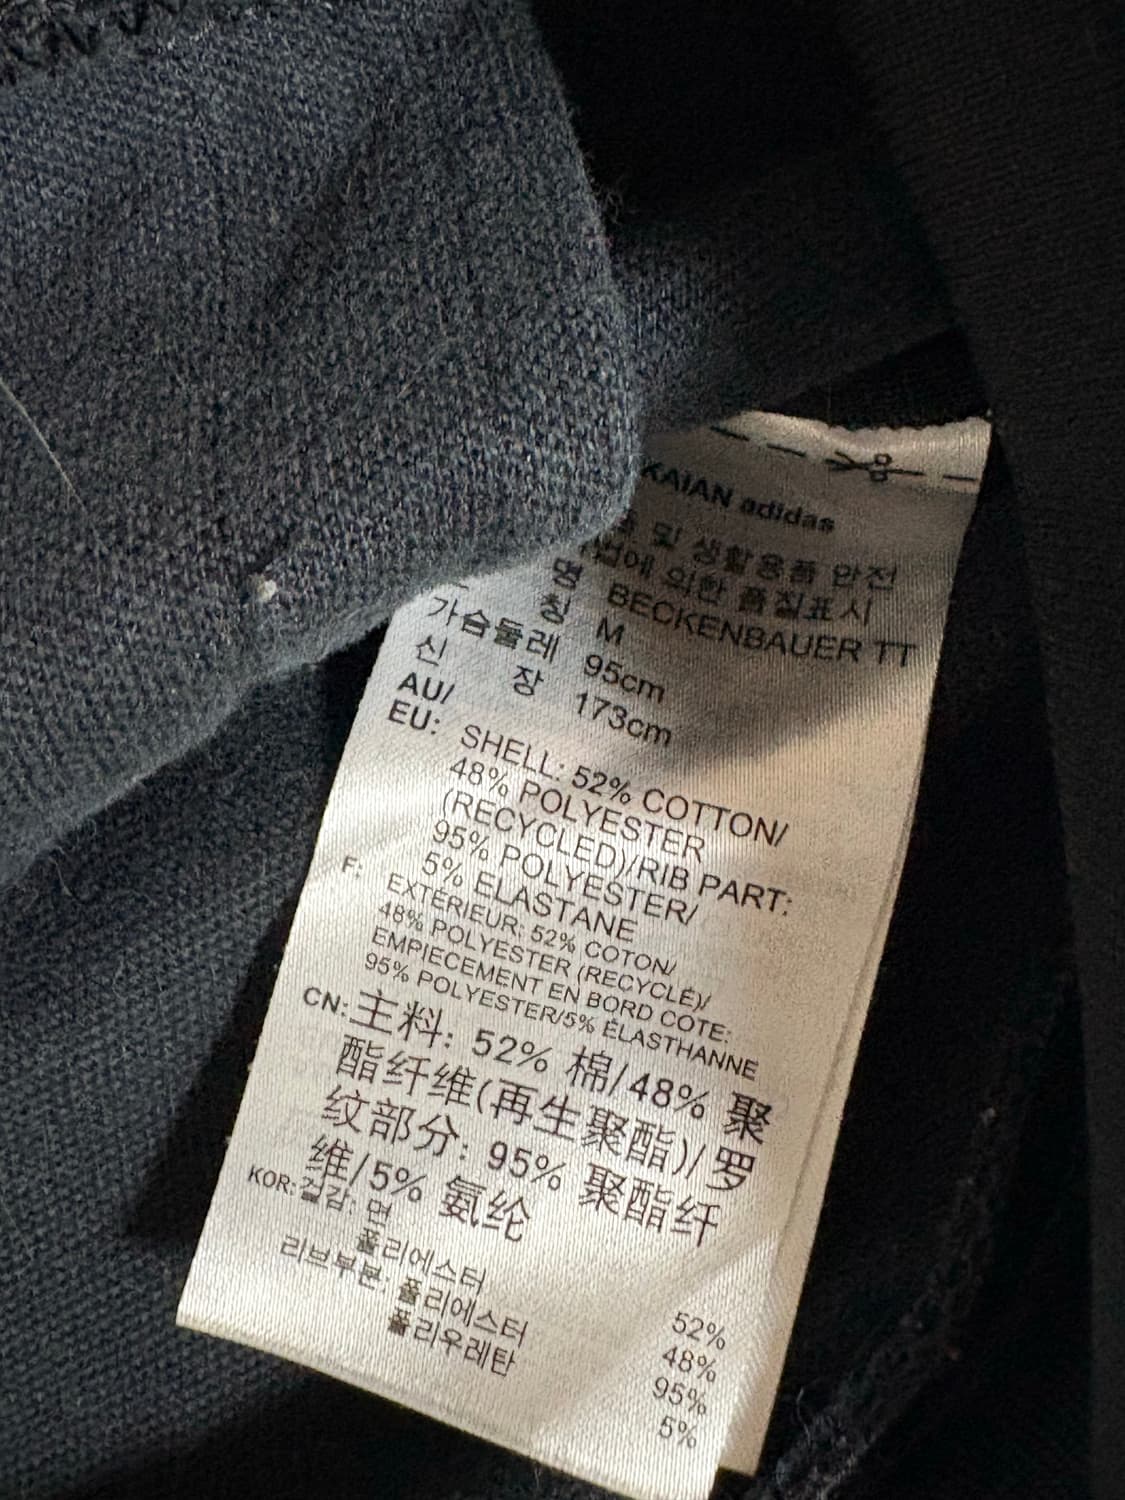 KAIAN adidas
및 생활용품 안전
법에 의한 품질표시
명 칭 BECKENBAUER TT
M
가슴둘레 95cm
신 장 173cm
AU/
EU: SHELL: 52% COTTON/
48% POLYESTER
(RECYCLED)/RIB PART:
95% POLYESTER/
5% ELASTANE
F: EXTÉRIEUR: 52% COTON/
48% POLYESTER (RECYCLÉ)/
EMPIECEMENT EN BORD COTE:
95% POLYESTER/5% ÉLASTHANNE
CN: 主料: 52% 棉/48% 聚
酯纤维(再生聚酯)/罗
纹部分: 95% 聚酯纤
维/5% 氨纶
KOR: 겉감: 면 52%
폴리에스터 48%
리브부분: 폴리에스터 95%
폴리우레탄 5%